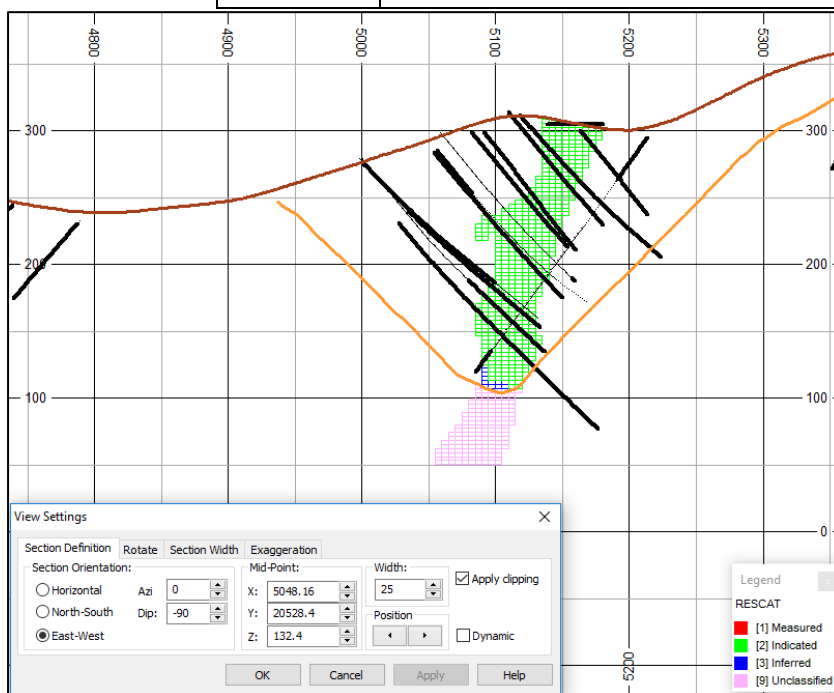 4800
4900
5000
5100
5200
5300
300
300
200
200
100
100
0
View Settings
Section Definition Rotate Section Width Exaggeration
Section Orientation:
Horizontal
North-South
East-West
Azi 0
Dip: -90
Mid-Point:
X: 5048.16
Y: 20528.4
Z: 132.4
Width:
25
Position
Apply clipping
Dynamic
OK Cancel Apply Help
5200
Legend
RESCAT
[1] Measured
[2] Indicated
[3] Inferred
[9] Unclassified